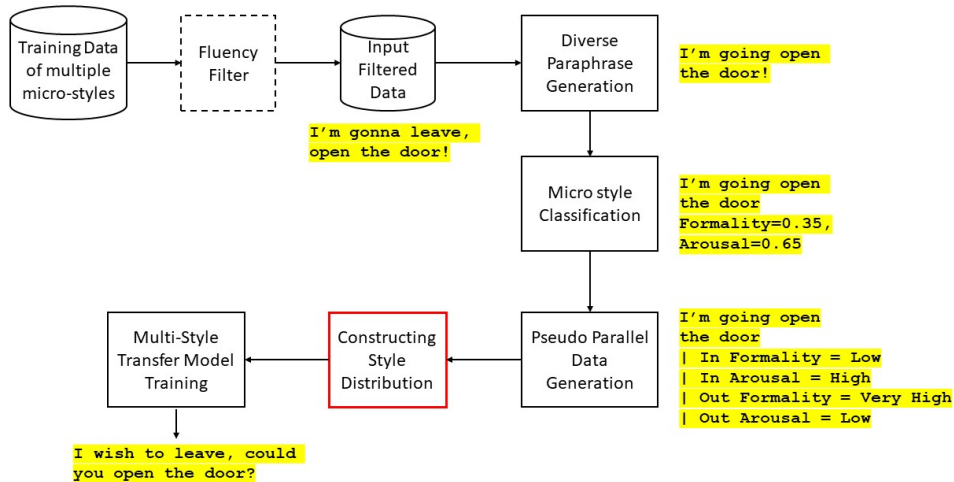 Training Data
of multiple
micro-styles
Fluency
Filter
Input
Filtered
Data
I'm gonna leave,
open the door!
Diverse
Paraphrase
Generation
I'm going open
the door!
Micro style
Classification
I'm going open
the door
Formality=0.35,
Arousal=0.65
Pseudo Parallel
Data
Generation
I'm going open
the door
| In Formality = Low
| In Arousal = High
| Out Formality = Very High
| Out Arousal = Low
Constructing
Style
Distribution
Multi-Style
Transfer Model
Training
I wish to leave, could
you open the door?